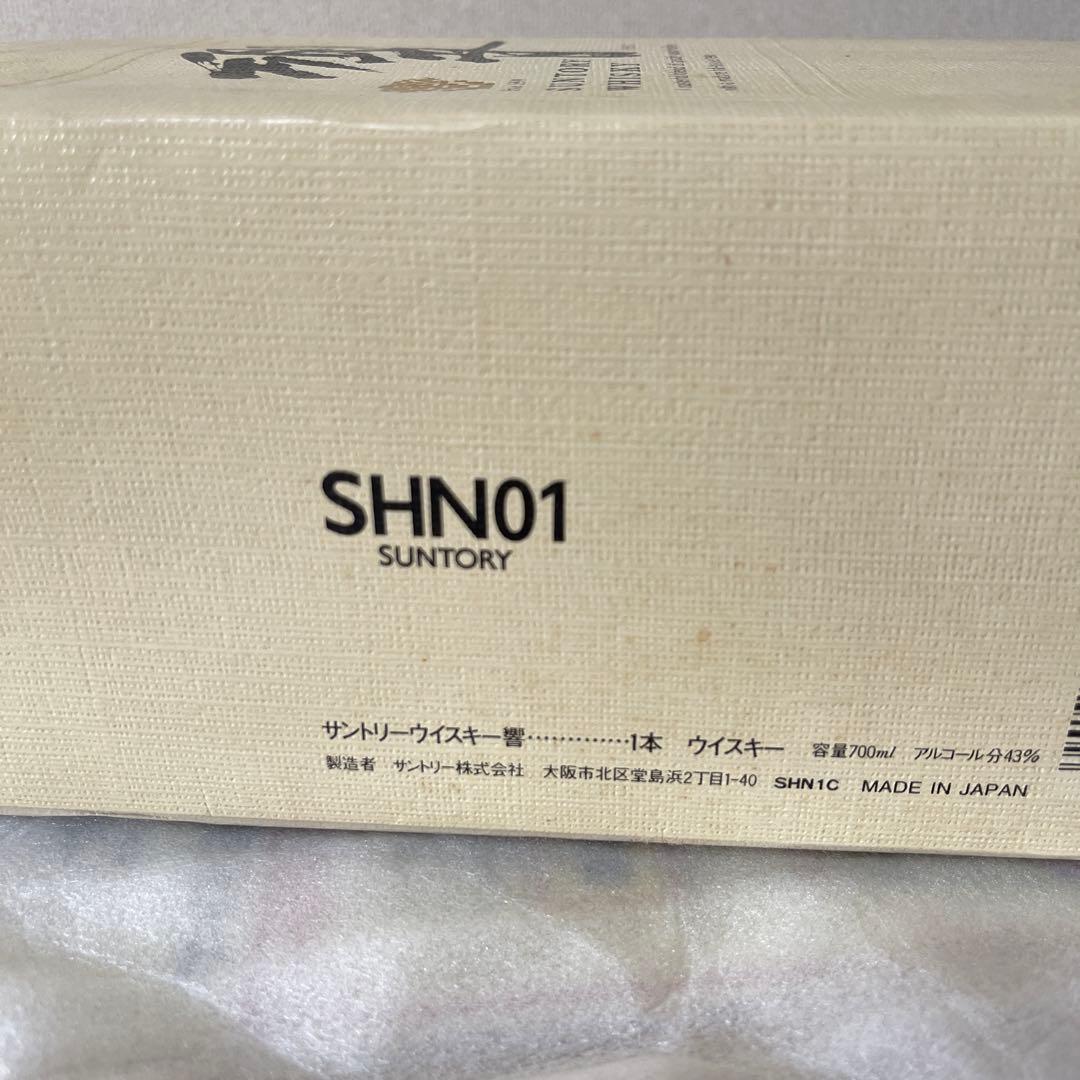 SUNTORY
WHISKY
SHN01
SUNTORY
サントリーウイスキー響‥‥‥‥‥1本 ウイスキー 容量700ml アルコール分43%
製造者 サントリー株式会社 大阪市北区堂島浜2丁目1-40 SHN1C MADE IN JAPAN